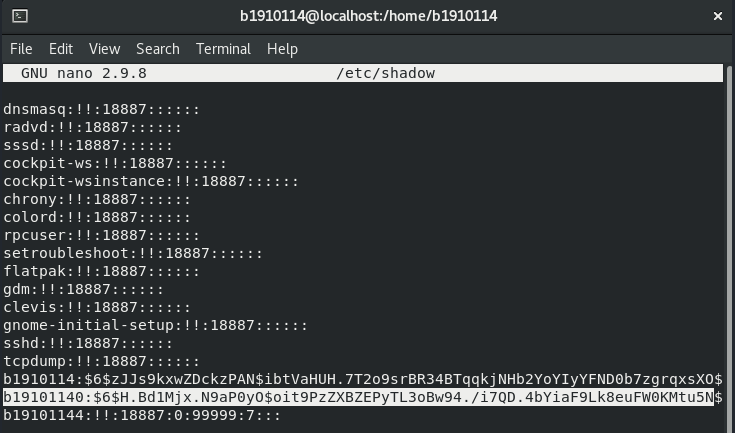 b1910114@localhost:/home/b1910114
×
File Edit View Search Terminal Help
GNU nano 2.9.8 /etc/shadow
dnsmasq:!!:18887::::::
radvd:!!:18887::::::
sssd:!!:18887::::::
cockpit-ws:!!:18887::::::
cockpit-wsinstance:!!:18887::::::
chrony:!!:18887::::::
colord:!!:18887::::::
rpcuser:!!:18887::::::
setroubleshoot:!!:18887::::::
flatpak:!!:18887::::::
gdm:!!:18887::::::
clevis:!!:18887::::::
gnome-initial-setup:!!:18887::::::
sshd:!!:18887::::::
tcpdump:!!:18887::::::
b1910114:$6$zJJs9kxwZDckzPAN$ibtVaHUH.7T2o9srBR34BTqqkjNHb2YoYIyYFND0b7zgrqxsXO$
b19101140:$6$H.Bd1Mjx.N9aP0yO$oit9PzZXBZEPyTL3oBw94./i7QD.4bYiaF9Lk8euFW0KMtu5N$
b19101144:!!:18887:0:99999:7:::